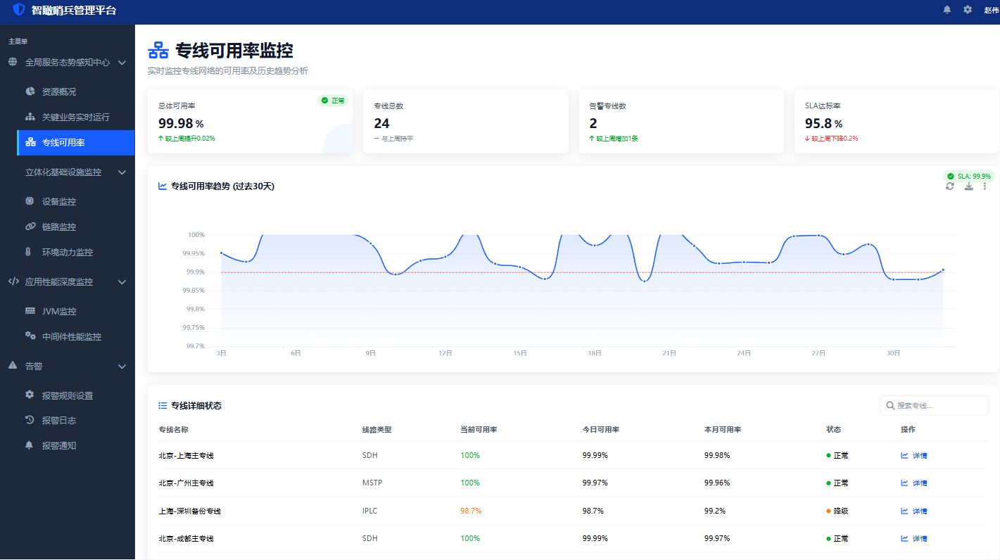 智瞰哨兵管理平台
赵伟
主菜单
全局服务态势感知中心
资源概况
关键业务实时运行
专线可用率
立体化基础设施监控
设备监控
链路监控
环境动力监控
应用性能深度监控
JVM监控
中间件性能监控
告警
报警规则设置
报警日志
报警通知
专线可用率监控
实时监控专线网络的可用率及历史趋势分析
总体可用率
正常
99.98 %
较上周提升0.02%
专线总数
24
与上周持平
告警专线数
2
较上周增加1条
SLA达标率
95.8 %
较上周下降0.2%
专线可用率趋势 (过去30天)
SLA: 99.9%
100%
99.95%
99.9%
99.85%
99.8%
99.75%
99.7%
3日 6日 9日 12日 15日 18日 21日 24日 27日 30日
专线详细状态
搜索专线...
专线名称 线路类型 当前可用率 今日可用率 本月可用率 状态 操作
北京-上海主专线 SDH 100% 99.99% 99.98% 正常 详情
北京-广州主专线 MSTP 100% 99.97% 99.96% 正常 详情
上海-深圳备份专线 IPLC 98.7% 98.7% 99.2% 降级 详情
北京-成都主专线 SDH 100% 99.99% 99.97% 正常 详情